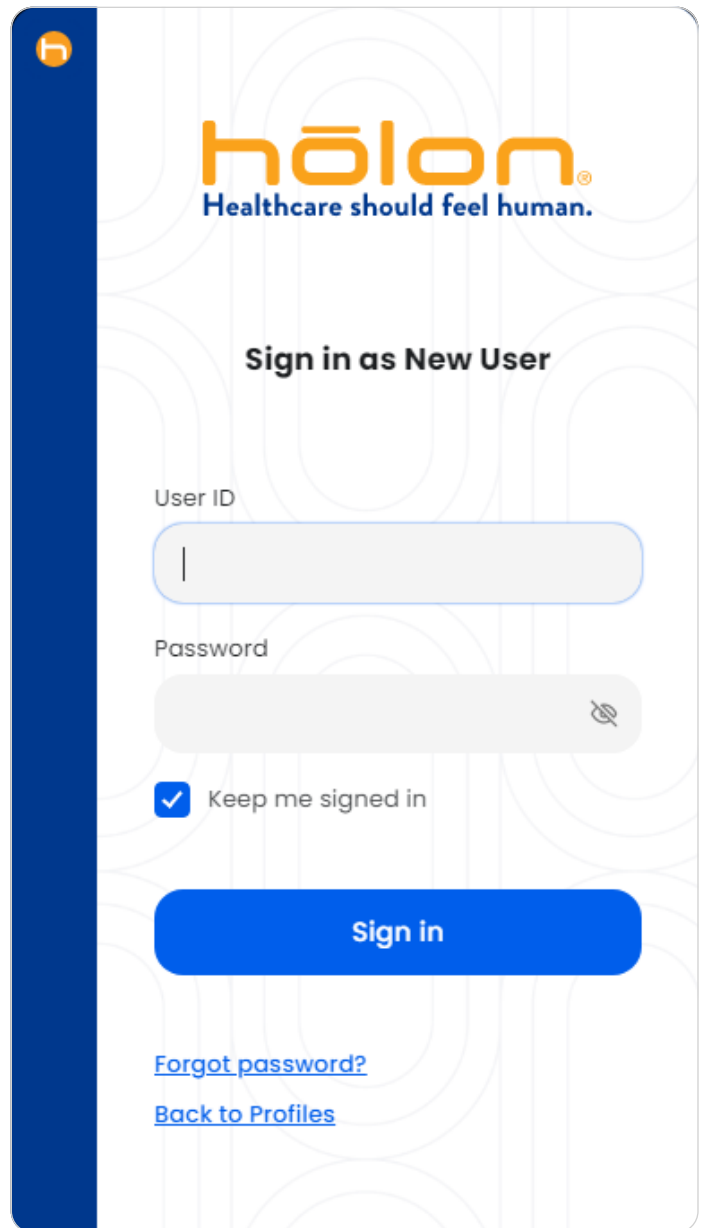 h
hōlon®
Healthcare should feel human.
Sign in as New User
User ID
Password
Keep me signed in
Sign in
Forgot password?
Back to Profiles